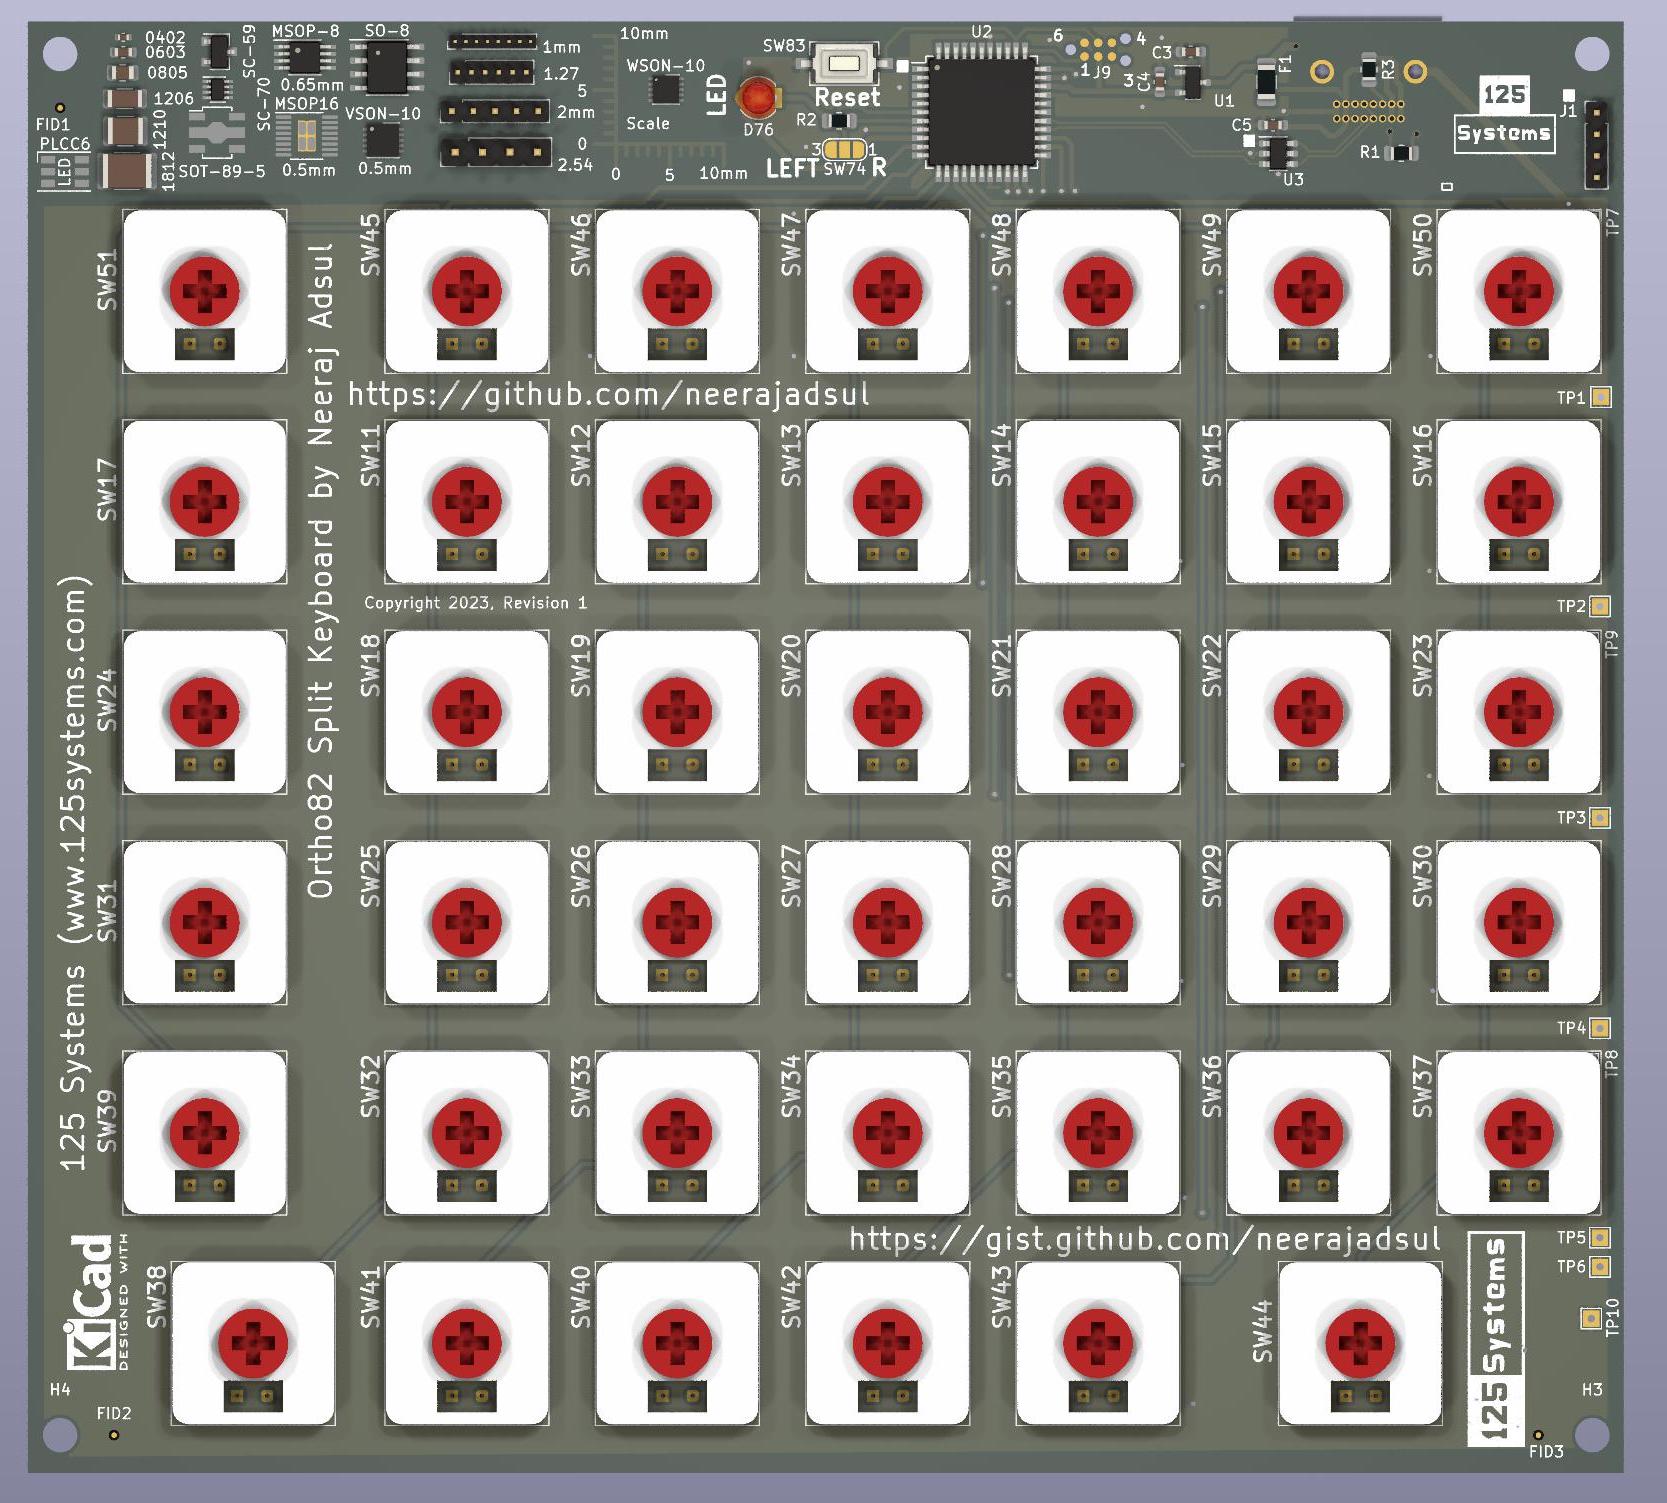 0402
0603
0805
1206
1210
1812
FID1
PLCC6
LED
SC-59
SC-70
SOT-89-5
MSOP-8
0.65mm
MSOP16
0.5mm
SO-8
VSON-10
0.5mm
1mm
1.27
2mm
2.54
10mm
5
0
WSON-10
Scale
0 5 10mm
LED
D76
SW83
Reset
R2
3 1
LEFT SW74 R
U2
6 4
1 J9 3
C3
C4
U1
F1
R3
C5
U3
R1
125
Systems
J1
SW51
SW45
SW46
SW47
SW48
SW49
SW50
TP7
https://github.com/neerajadsul
TP1
SW17
SW11
SW12
SW13
SW14
SW15
SW16
Copyright 2023, Revision 1
TP2
Ortho82 Split Keyboard by Neeraj Adsul
125 Systems (www.125systems.com)
SW24
SW18
SW19
SW20
SW21
SW22
SW23
TP9
TP3
SW31
SW25
SW26
SW27
SW28
SW29
SW30
TP4
SW39
SW32
SW33
SW34
SW35
SW36
SW37
TP8
https://gist.github.com/neerajadsul
TP5
TP6
TP10
KiCad
DESIGNED WITH
SW38
SW41
SW40
SW42
SW43
SW44
125 Systems
H4
H3
FID2
FID3